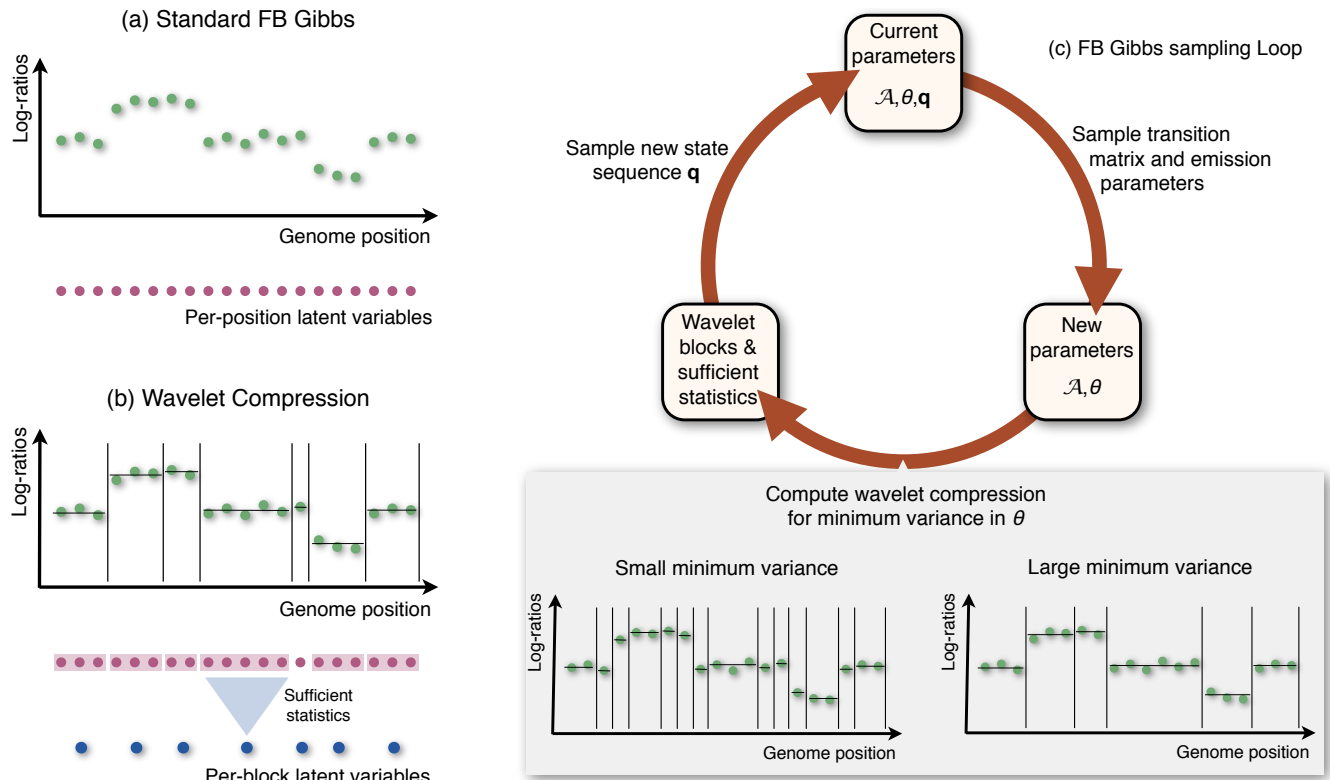 (a) Standard FB Gibbs
Log-ratios
Genome position
Per-position latent variables
(b) Wavelet Compression
Log-ratios
Genome position
Sufficient
statistics
Per-block latent variables
(c) FB Gibbs sampling Loop
Current
parameters
𝒜,θ,q
Sample transition
matrix and emission
parameters
New
parameters
𝒜,θ
Wavelet
blocks &
sufficient
statistics
Sample new state
sequence q
Compute wavelet compression
for minimum variance in θ
Small minimum variance
Log-ratios
Genome position
Large minimum variance
Log-ratios
Genome position